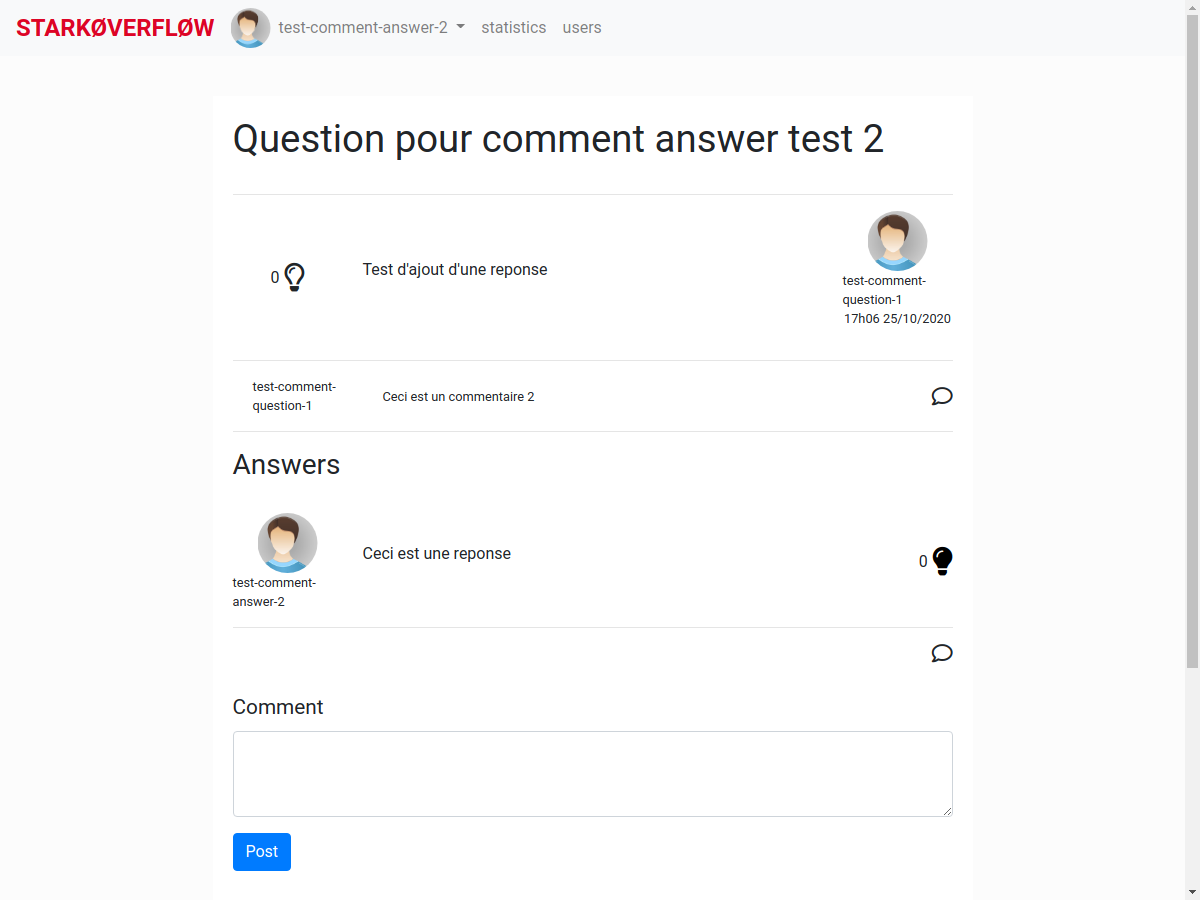 STARKØVERFLØW test-comment-answer-2 statistics users
Question pour comment answer test 2
0 Test d'ajout d'une reponse
test-comment-
question-1
17h06 25/10/2020
test-comment-
question-1
Ceci est un commentaire 2
Answers
test-comment-
answer-2
Ceci est une reponse
0
Comment
Post